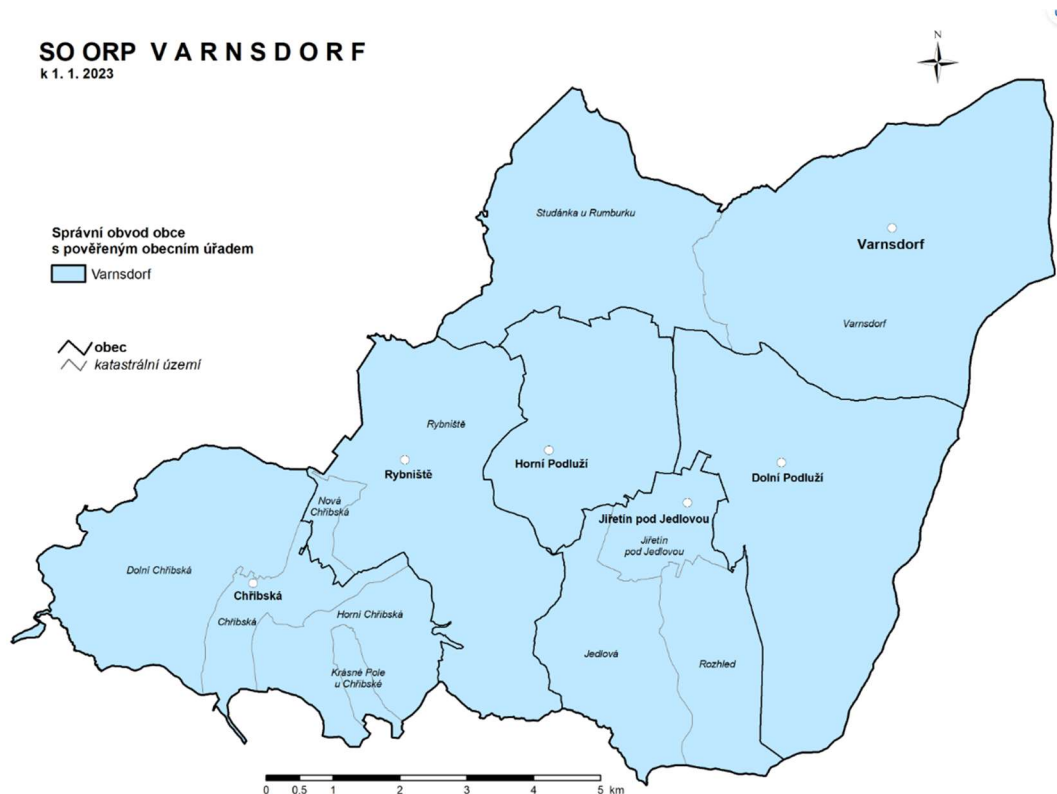 SO ORP VARNSDORF
k 1. 1. 2023
N
Správní obvod obce
s pověřeným obecním úřadem
Varnsdorf
obec
katastrální území
Studánka u Rumburku
Varnsdorf
Varnsdorf
Rybniště
Rybniště
Horní Podluží
Dolní Podluží
Nová
Chřibská
Jiřetín pod Jedlovou
Jiřetín
pod Jedlovou
Dolní Chřibská
Chřibská
Chřibská
Horní Chřibská
Krásné Pole
u Chřibské
Jedlová
Rozhled
0 0.5 1 2 3 4 5 km